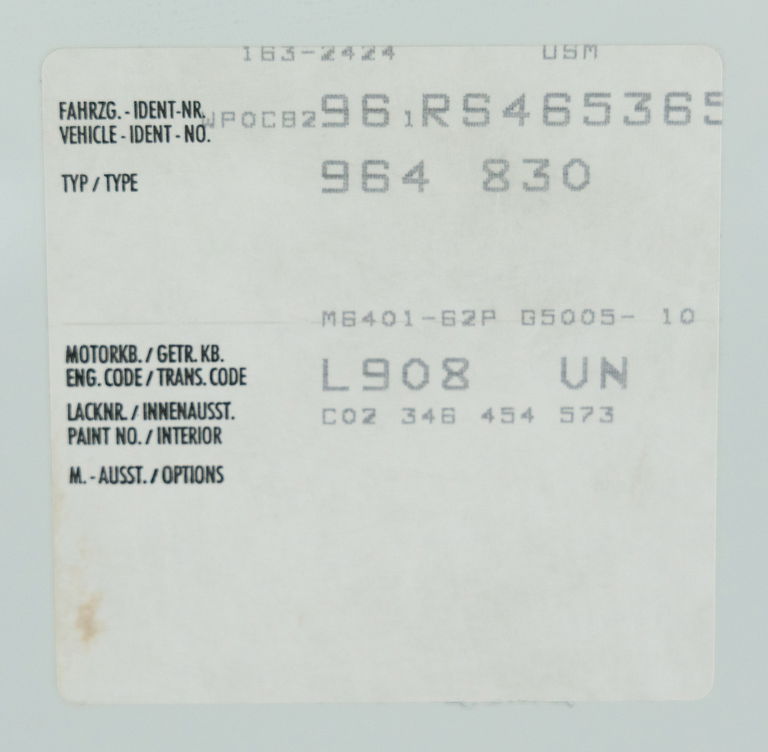 163-2424 USM
FAHRZG. - IDENT-NR.
VEHICLE - IDENT - NO. WP0CB296₁RS465365
TYP / TYPE 964 830
M6401-62P G5005- 10
MOTORKB. / GETR. KB.
ENG. CODE / TRANS. CODE L908 UN
LACKNR. / INNENAUSST. C02 346 454 573
PAINT NO. / INTERIOR
M. - AUSST. / OPTIONS